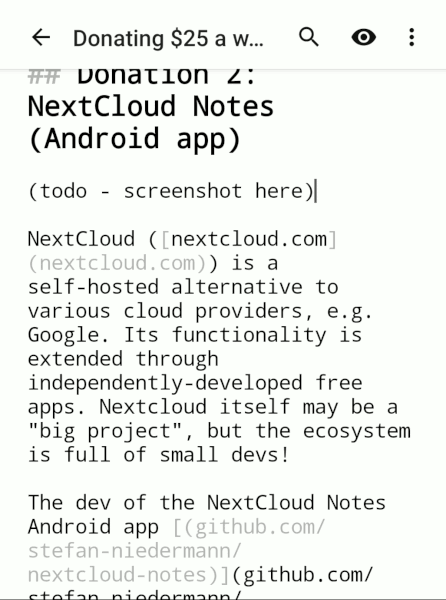 Donating $25 a w...
## Donation 2:
NextCloud Notes
(Android app)
(todo - screenshot here)
NextCloud ([nextcloud.com]
(nextcloud.com)) is a
self-hosted alternative to
various cloud providers, e.g.
Google. Its functionality is
extended through
independently-developed free
apps. Nextcloud itself may be a
"big project", but the ecosystem
is full of small devs!
The dev of the NextCloud Notes
Android app [(github.com/
stefan-niedermann/
nextcloud-notes)](github.com/
stefan-niedermann/